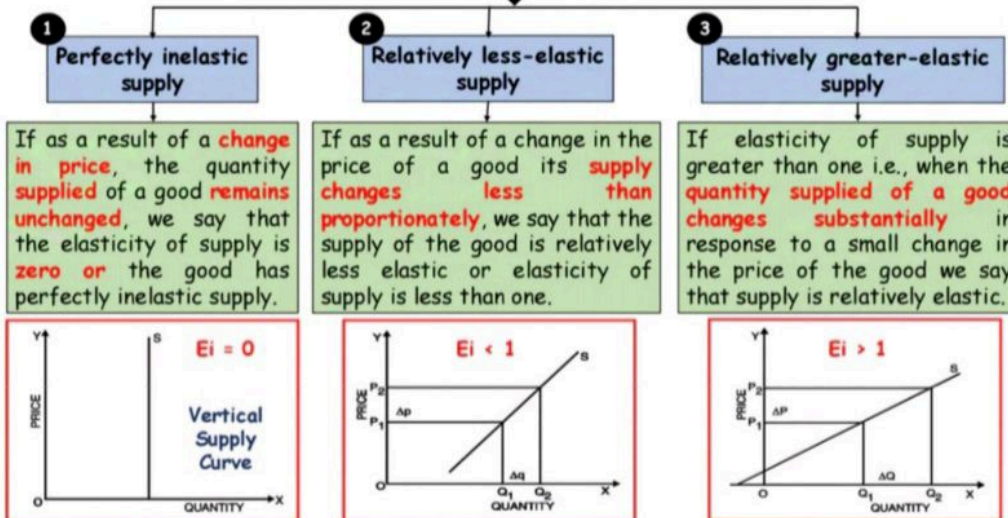 1
Perfectly inelastic
supply
2
Relatively less-elastic
supply
3
Relatively greater-elastic
supply
If as a result of a change
in price, the quantity
supplied of a good remains
unchanged, we say that
the elasticity of supply is
zero or the good has
perfectly inelastic supply.
If as a result of a change in the
price of a good its supply
changes less than
proportionately, we say that the
supply of the good is relatively
less elastic or elasticity of
supply is less than one.
If elasticity of supply is
greater than one i.e., when the
quantity supplied of a good
changes substantially in
response to a small change in
the price of the good we say
that supply is relatively elastic.
Y
S
Ei = 0
PRICE
Vertical
Supply
Curve
O
X
QUANTITY
Y
Ei < 1
S
P2
PRICE
Δp
P1
Δq
O
Q1 Q2
X
QUANTITY
Y
Ei > 1
S
P2
PRICE
ΔP
P1
ΔQ
O
Q1 Q2
X
QUANTITY